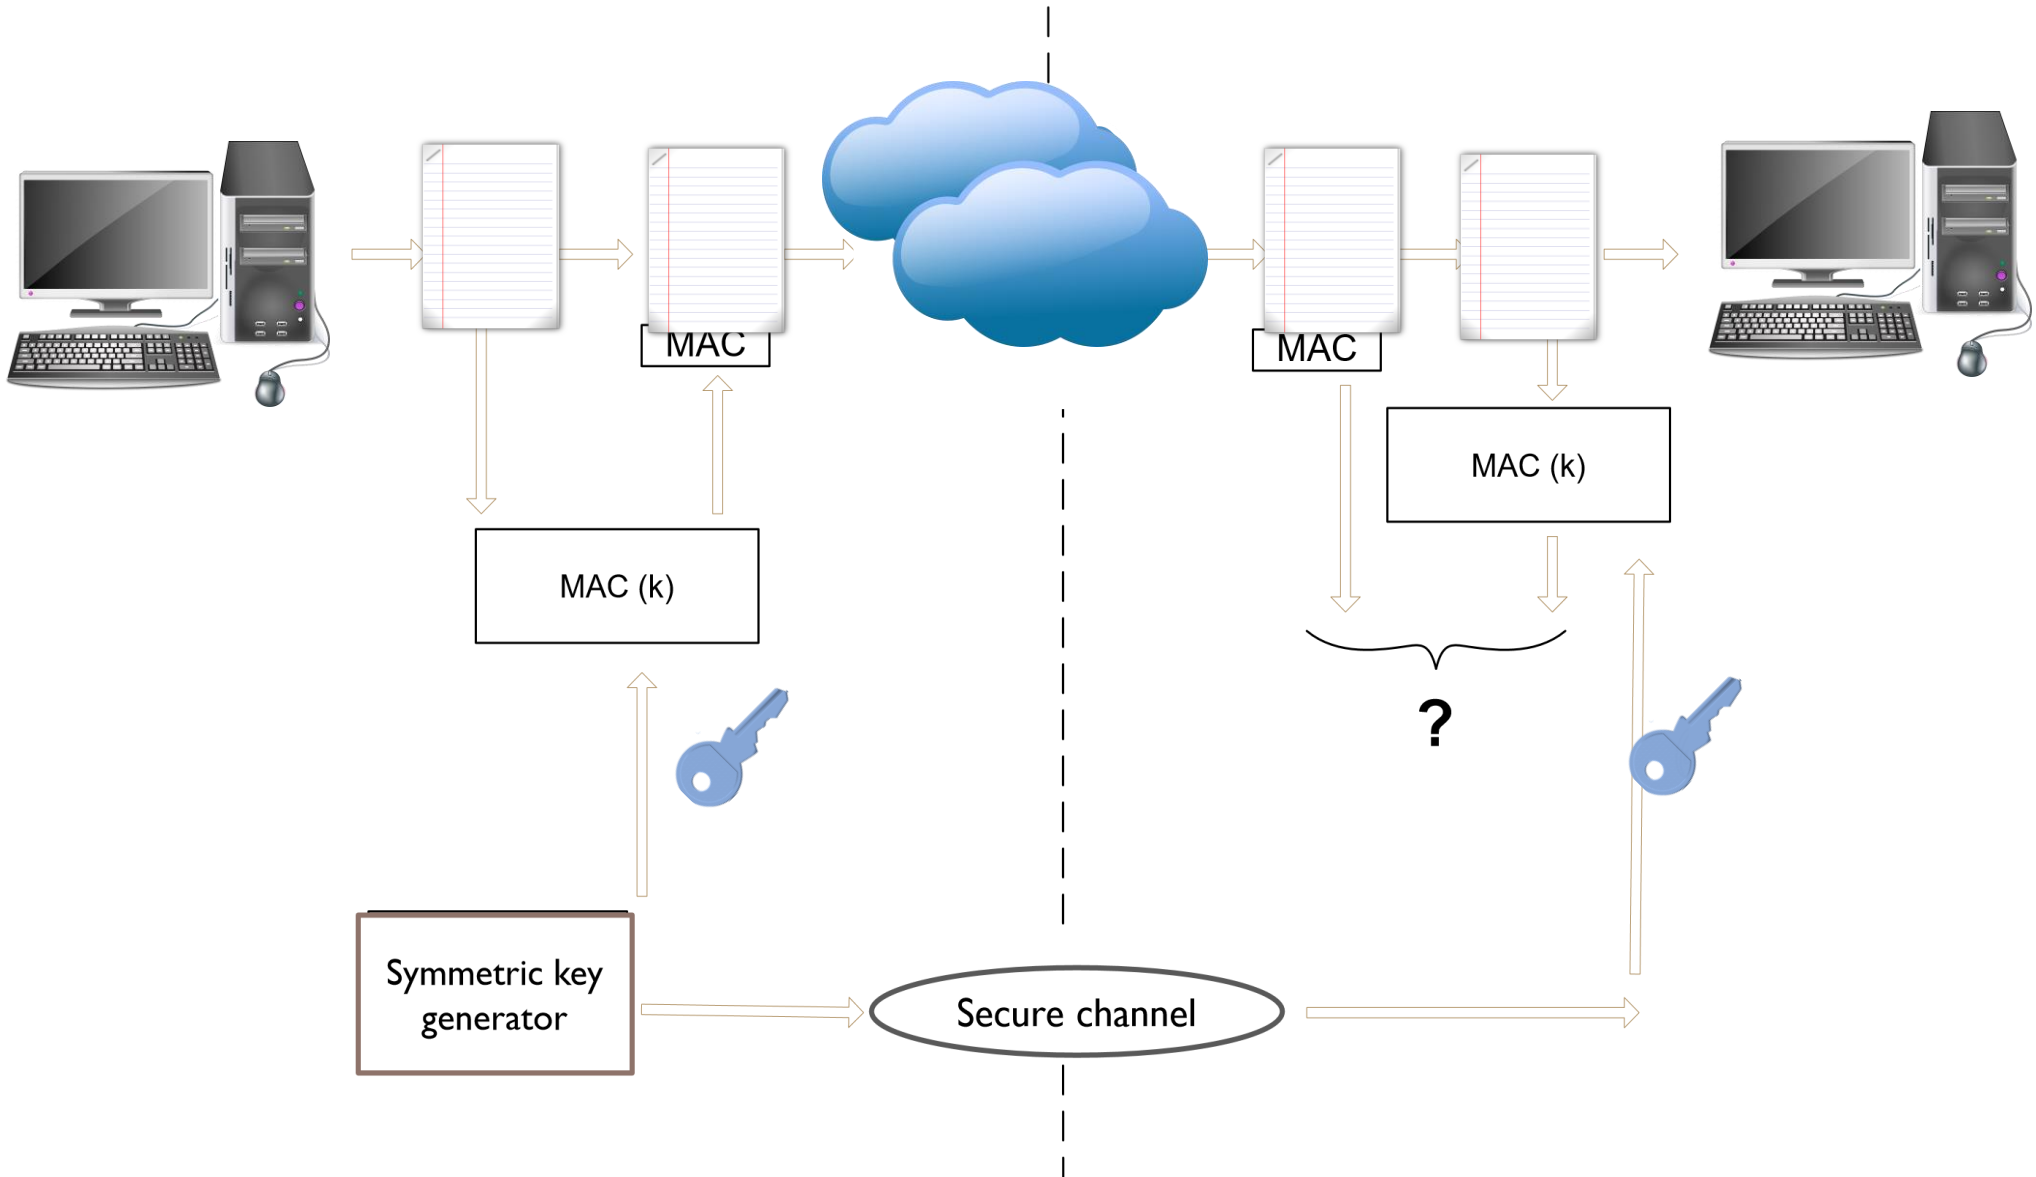 MAC
MAC
MAC (k)
MAC (k)
?
Symmetric key
generator
Secure channel